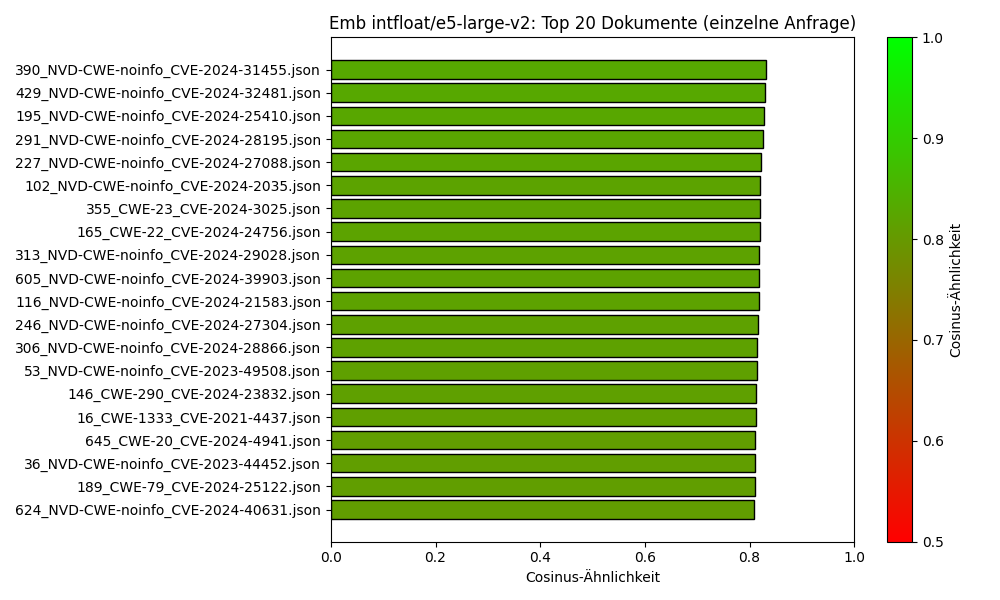 Emb intfloat/e5-large-v2: Top 20 Dokumente (einzelne Anfrage)
390_NVD-CWE-noinfo_CVE-2024-31455.json
429_NVD-CWE-noinfo_CVE-2024-32481.json
195_NVD-CWE-noinfo_CVE-2024-25410.json
291_NVD-CWE-noinfo_CVE-2024-28195.json
227_NVD-CWE-noinfo_CVE-2024-27088.json
102_NVD-CWE-noinfo_CVE-2024-2035.json
355_CWE-23_CVE-2024-3025.json
165_CWE-22_CVE-2024-24756.json
313_NVD-CWE-noinfo_CVE-2024-29028.json
605_NVD-CWE-noinfo_CVE-2024-39903.json
116_NVD-CWE-noinfo_CVE-2024-21583.json
246_NVD-CWE-noinfo_CVE-2024-27304.json
306_NVD-CWE-noinfo_CVE-2024-28866.json
53_NVD-CWE-noinfo_CVE-2023-49508.json
146_CWE-290_CVE-2024-23832.json
16_CWE-1333_CVE-2021-4437.json
645_CWE-20_CVE-2024-4941.json
36_NVD-CWE-noinfo_CVE-2023-44452.json
189_CWE-79_CVE-2024-25122.json
624_NVD-CWE-noinfo_CVE-2024-40631.json
0.0 0.2 0.4 0.6 0.8 1.0
Cosinus-Ähnlichkeit
1.0
0.9
0.8
0.7
0.6
0.5
Cosinus-Ähnlichkeit